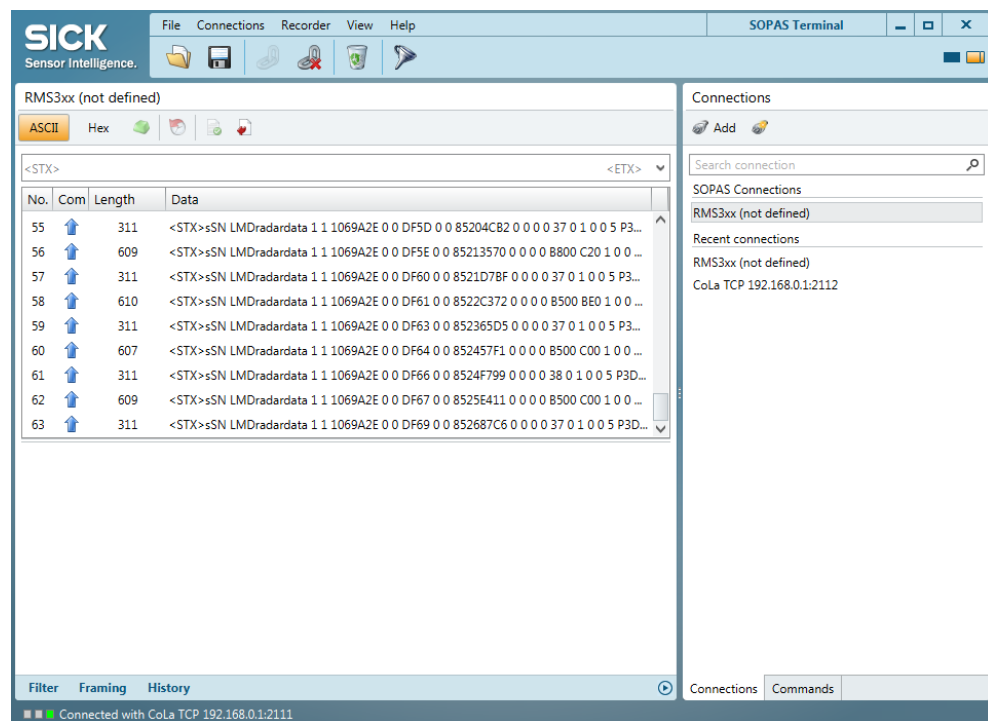 SICK
Sensor Intelligence.
File Connections Recorder View Help
SOPAS Terminal
RMS3xx (not defined)
ASCII Hex
<STX> <ETX>
No. Com Length Data
55 311 <STX>sSN LMDradardata 1 1 1069A2E 0 0 DF5D 0 0 85204CB2 0 0 0 0 37 0 1 0 0 5 P3...
56 609 <STX>sSN LMDradardata 1 1 1069A2E 0 0 DF5E 0 0 85213570 0 0 0 0 B800 C20 1 0 0 ...
57 311 <STX>sSN LMDradardata 1 1 1069A2E 0 0 DF60 0 0 8521D7BF 0 0 0 0 37 0 1 0 0 5 P3...
58 610 <STX>sSN LMDradardata 1 1 1069A2E 0 0 DF61 0 0 8522C372 0 0 0 0 B500 BE0 1 0 0 ...
59 311 <STX>sSN LMDradardata 1 1 1069A2E 0 0 DF63 0 0 852365D5 0 0 0 0 37 0 1 0 0 5 P3...
60 607 <STX>sSN LMDradardata 1 1 1069A2E 0 0 DF64 0 0 852457F1 0 0 0 0 B500 C00 1 0 0 ...
61 311 <STX>sSN LMDradardata 1 1 1069A2E 0 0 DF66 0 0 8524F799 0 0 0 0 38 0 1 0 0 5 P3D...
62 609 <STX>sSN LMDradardata 1 1 1069A2E 0 0 DF67 0 0 8525E411 0 0 0 0 B500 C00 1 0 0 ...
63 311 <STX>sSN LMDradardata 1 1 1069A2E 0 0 DF69 0 0 852687C6 0 0 0 0 37 0 1 0 0 5 P3D...
Filter Framing History
Connections
Add
Search connection
SOPAS Connections
RMS3xx (not defined)
Recent connections
RMS3xx (not defined)
CoLa TCP 192.168.0.1:2112
Connections Commands
Connected with CoLa TCP 192.168.0.1:2111